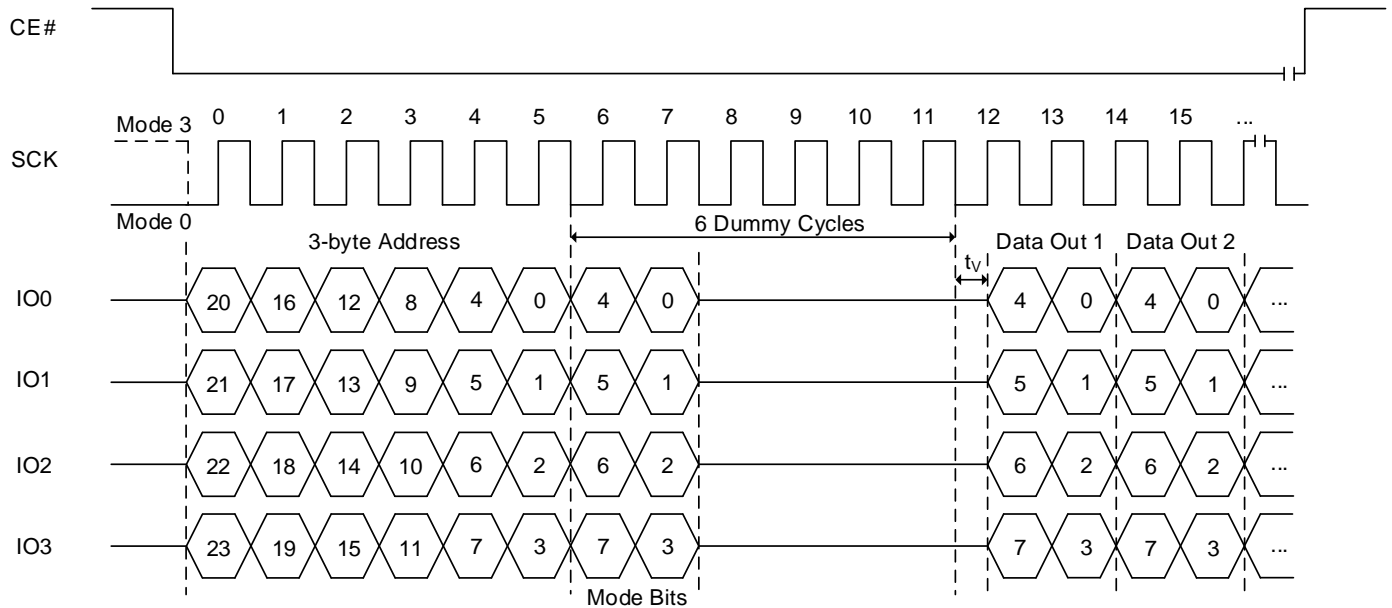 CE#
0 1 2 3 4 5 6 7 8 9 10 11 12 13 14 15 ...
Mode 3
SCK
Mode 0
6 Dummy Cycles
3-byte Address
Data Out 1 Data Out 2
tV
IO0 20 16 12 8 4 0 4 0 4 0 4 0 ...
IO1 21 17 13 9 5 1 5 1 5 1 5 1 ...
IO2 22 18 14 10 6 2 6 2 6 2 6 2 ...
IO3 23 19 15 11 7 3 7 3 7 3 7 3 ...
Mode Bits